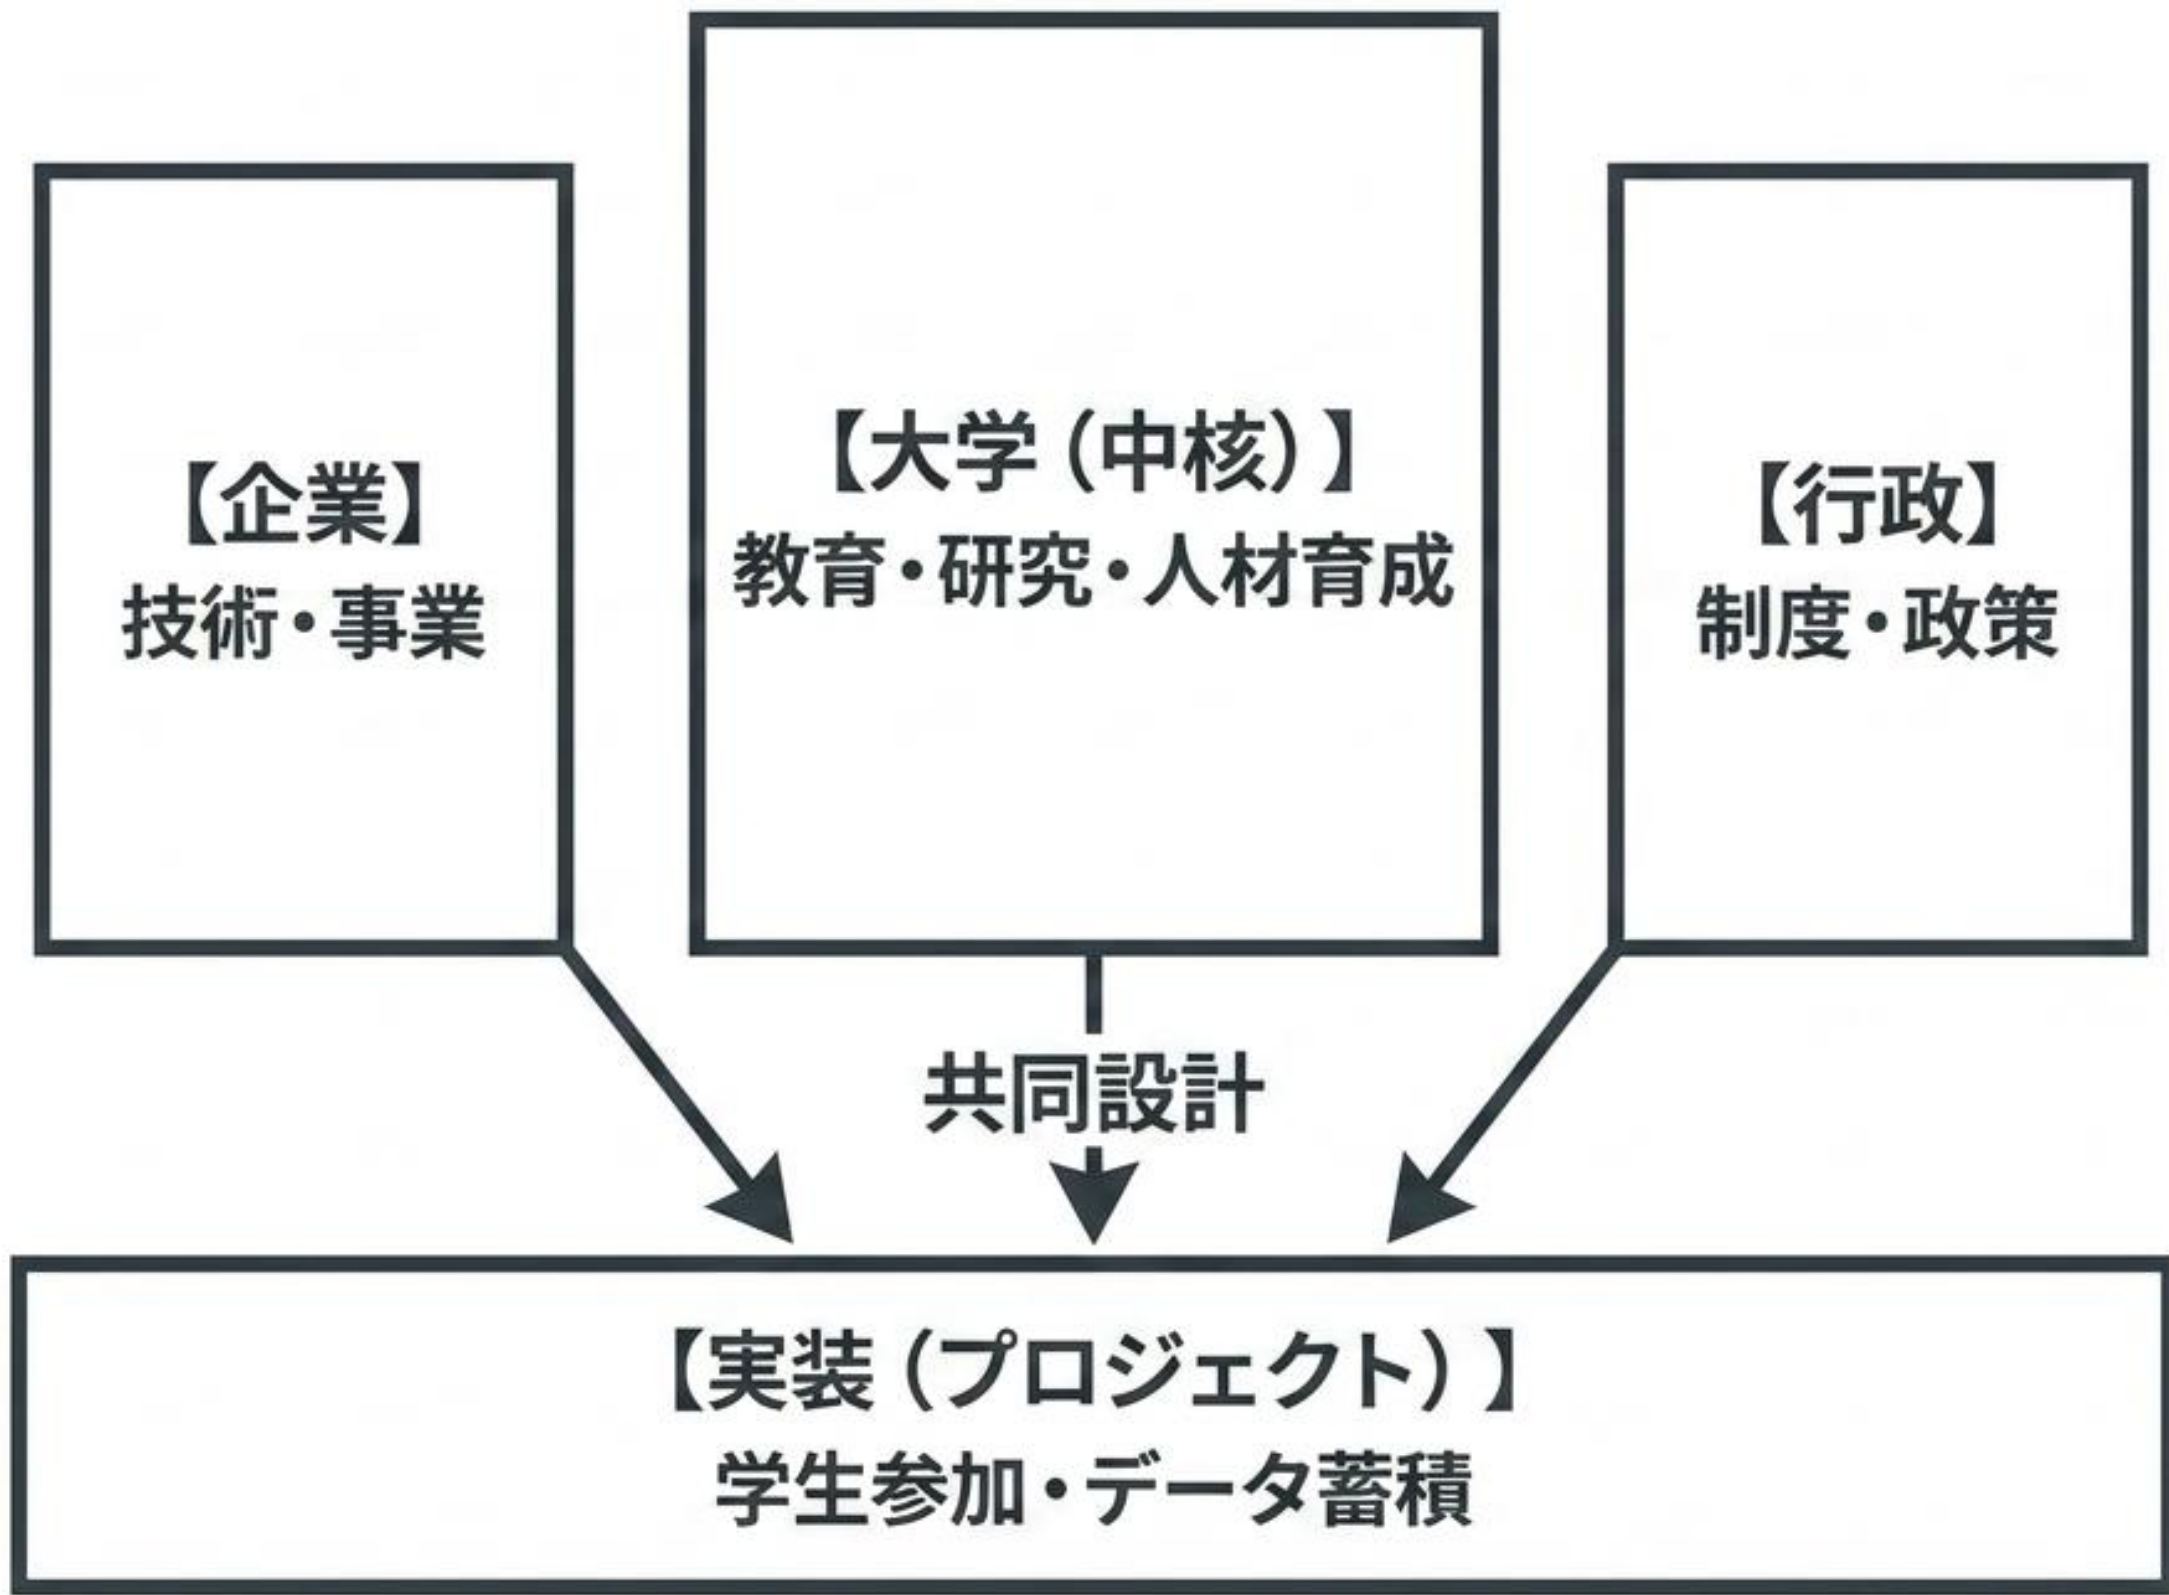 【企業】
技術・事業
【大学（中核）】
教育・研究・人材育成
【行政】
制度・政策
共同設計
【実装（プロジェクト）】
学生参加・データ蓄積